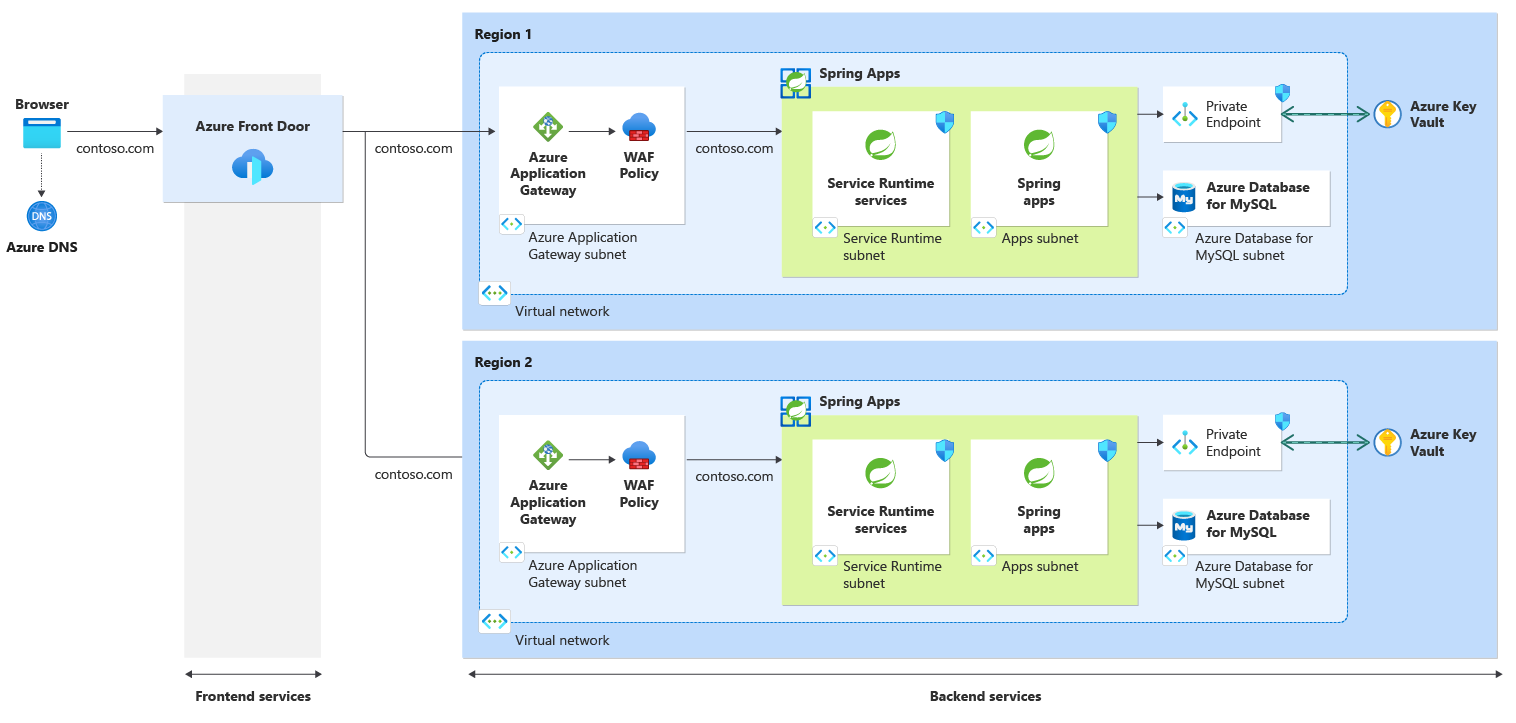 Browser
contoso.com
DNS
Azure DNS
Azure Front Door
contoso.com
contoso.com
Region 1
Azure
Application
Gateway
WAF
Policy
Azure Application
Gateway subnet
contoso.com
Spring Apps
Service Runtime
services
Service Runtime
subnet
Spring
apps
Apps subnet
Private
Endpoint
Azure Key
Vault
My
Azure Database
for MySQL
Azure Database for
MySQL subnet
Virtual network
Region 2
Azure
Application
Gateway
WAF
Policy
Azure Application
Gateway subnet
contoso.com
Spring Apps
Service Runtime
services
Service Runtime
subnet
Spring
apps
Apps subnet
Private
Endpoint
Azure Key
Vault
My
Azure Database
for MySQL
Azure Database for
MySQL subnet
Virtual network
Frontend services
Backend services